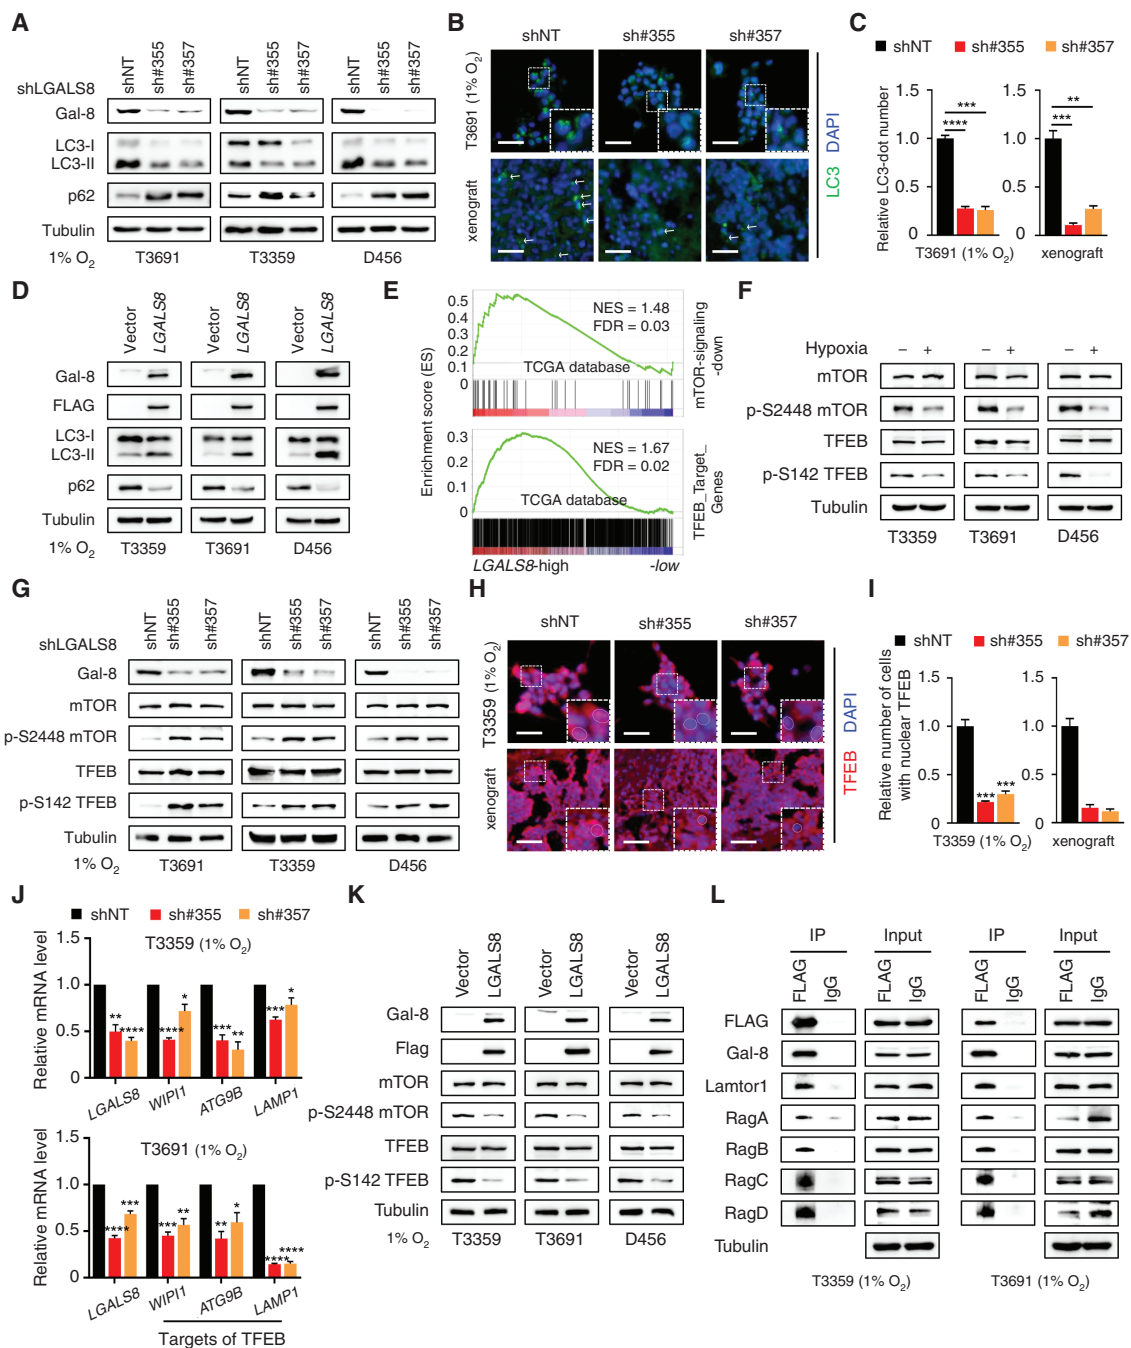 A
shLGALS8
shNT
sh#355
sh#357
shNT
sh#355
sh#357
shNT
sh#355
sh#357
Gal-8
LC3-I
LC3-II
p62
Tubulin
1% O2
T3691
T3359
D456
B
shNT
sh#355
sh#357
T3691 (1% O2)
xenograft
LC3 DAPI
C
shNT
sh#355
sh#357
Relative LC3-dot number
1.0
0.5
0
***
****
T3691 (1% O2)
1.0
0.5
0
**
***
xenograft
D
Vector
LGALS8
Vector
LGALS8
Vector
LGALS8
Gal-8
FLAG
LC3-I
LC3-II
p62
Tubulin
1% O2
T3359
T3691
D456
E
Enrichment score (ES)
0.5
0.4
0.2
0.1
0
NES = 1.48
FDR = 0.03
TCGA database
mTOR-signaling
-down
0.3
0.2
0.1
0
NES = 1.67
FDR = 0.02
TCGA database
TFEB_Target_
Genes
LGALS8-high
-low
F
Hypoxia
– + – + – +
mTOR
p-S2448 mTOR
TFEB
p-S142 TFEB
Tubulin
T3359
T3691
D456
G
shLGALS8
shNT
sh#355
sh#357
shNT
sh#355
sh#357
shNT
sh#355
sh#357
Gal-8
mTOR
p-S2448 mTOR
TFEB
p-S142 TFEB
Tubulin
1% O2
T3691
T3359
D456
H
shNT
sh#355
sh#357
T3359 (1% O2)
xenograft
TFEB DAPI
I
shNT
sh#355
sh#357
Relative number of cells
with nuclear TFEB
1.0
0.5
0
***
***
T3359 (1% O2)
1.0
0.5
0
xenograft
J
shNT
sh#355
sh#357
T3359 (1% O2)
Relative mRNA level
1.5
1.0
0.5
0
**
****
****
*
***
**
***
*
LGALS8
WIPI1
ATG9B
LAMP1
T3691 (1% O2)
Relative mRNA level
1.5
1.0
0.5
0
****
***
***
**
**
*
****
****
LGALS8
WIPI1
ATG9B
LAMP1
Targets of TFEB
K
Vector
LGALS8
Vector
LGALS8
Vector
LGALS8
Gal-8
Flag
mTOR
p-S2448 mTOR
TFEB
p-S142 TFEB
Tubulin
1% O2
T3359
T3691
D456
L
IP
Input
IP
Input
FLAG
IgG
FLAG
IgG
FLAG
IgG
FLAG
IgG
FLAG
Gal-8
Lamtor1
RagA
RagB
RagC
RagD
Tubulin
T3359 (1% O2)
T3691 (1% O2)